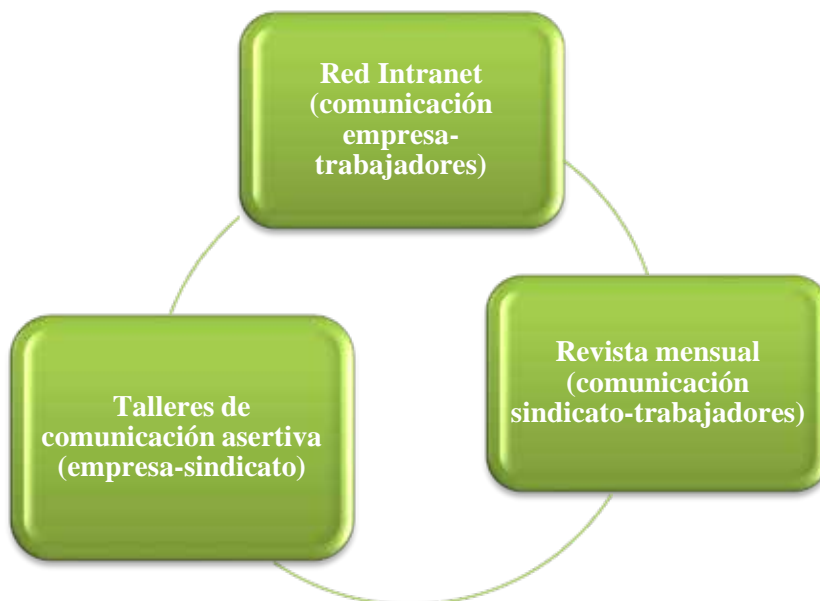 Red Intranet
(comunicación
empresa-
trabajadores)
Revista mensual
(comunicación
sindicato-trabajadores)
Talleres de
comunicación asertiva
(empresa-sindicato)